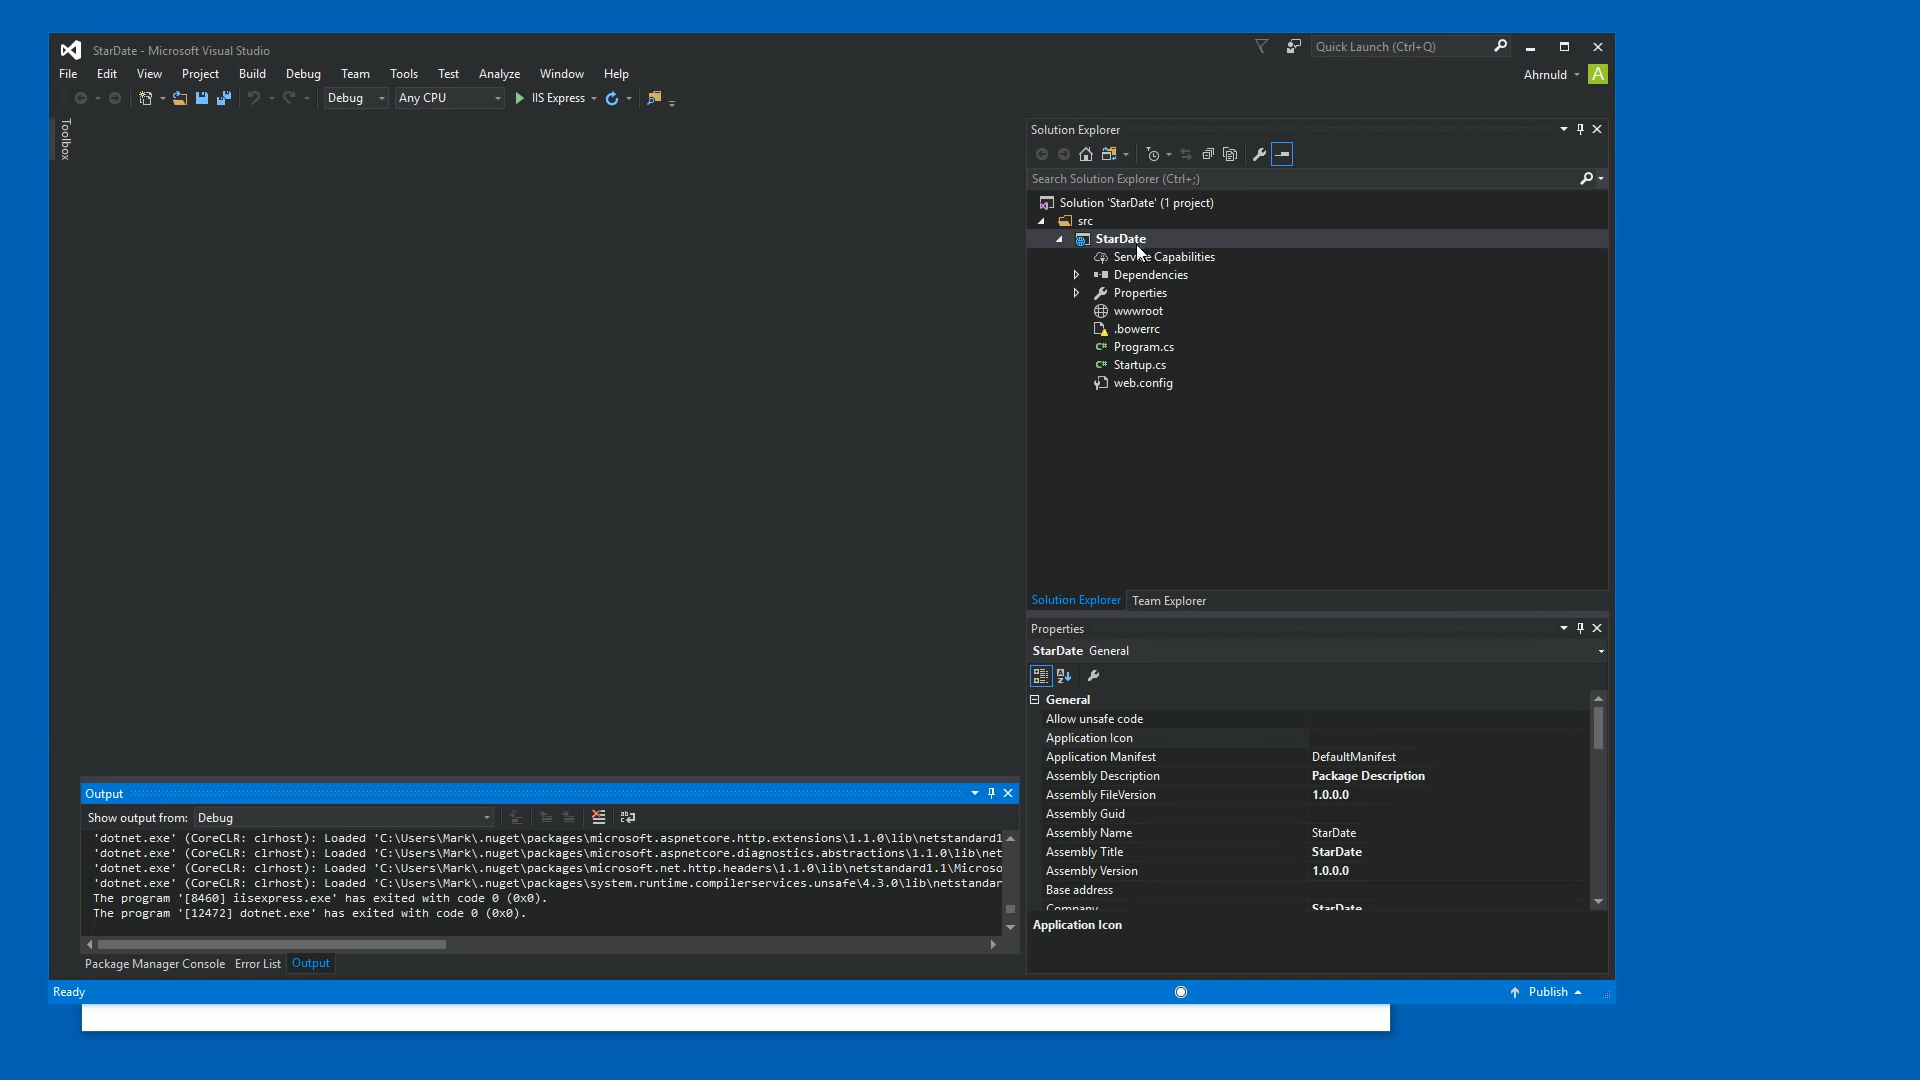 StarDate - Microsoft Visual Studio
Quick Launch (Ctrl+Q)
File Edit View Project Build Debug Team Tools Test Analyze Window Help
Ahrnuld A
Debug Any CPU IIS Express
Toolbox
Solution Explorer
Search Solution Explorer (Ctrl+;)
Solution 'StarDate' (1 project)
src
StarDate
Service Capabilities
Dependencies
Properties
wwwroot
.bowerrc
C# Program.cs
C# Startup.cs
web.config
Solution Explorer Team Explorer
Properties
StarDate General
General
Allow unsafe code
Application Icon
Application Manifest DefaultManifest
Assembly Description Package Description
Assembly FileVersion 1.0.0.0
Assembly Guid
Assembly Name StarDate
Assembly Title StarDate
Assembly Version 1.0.0.0
Base address
Company StarDate
Application Icon
Output
Show output from: Debug
'dotnet.exe' (CoreCLR: clrhost): Loaded 'C:\Users\Mark\.nuget\packages\microsoft.aspnetcore.http.extensions\1.1.0\lib\netstandard1
'dotnet.exe' (CoreCLR: clrhost): Loaded 'C:\Users\Mark\.nuget\packages\microsoft.aspnetcore.diagnostics.abstractions\1.1.0\lib\net
'dotnet.exe' (CoreCLR: clrhost): Loaded 'C:\Users\Mark\.nuget\packages\microsoft.net.http.headers\1.1.0\lib\netstandard1.1\Microso
'dotnet.exe' (CoreCLR: clrhost): Loaded 'C:\Users\Mark\.nuget\packages\system.runtime.compilerservices.unsafe\4.3.0\lib\netstandar
The program '[8460] iisexpress.exe' has exited with code 0 (0x0).
The program '[12472] dotnet.exe' has exited with code 0 (0x0).
Package Manager Console Error List Output
Ready
Publish